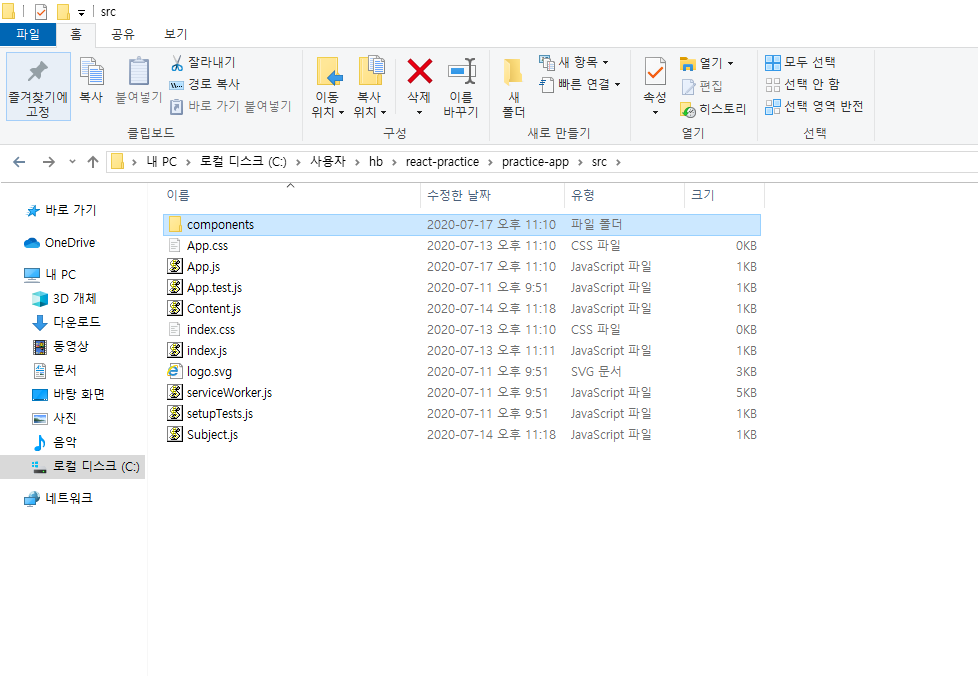 src
파일 홈 공유 보기
즐겨찾기에 고정
복사
붙여넣기
잘라내기
경로 복사
바로 가기 붙여넣기
클립보드
이동 위치
복사 위치
삭제
이름 바꾸기
구성
새 폴더
새 항목
빠른 연결
새로 만들기
속성
열기
편집
히스토리
열기
모두 선택
선택 안 함
선택 영역 반전
선택
내 PC 로컬 디스크 (C:) 사용자 hb react-practice practice-app src
바로 가기
OneDrive
내 PC
3D 개체
다운로드
동영상
문서
바탕 화면
사진
음악
로컬 디스크 (C:)
네트워크
이름 수정한 날짜 유형 크기
components 2020-07-17 오후 11:10 파일 폴더
App.css 2020-07-13 오후 11:10 CSS 파일 0KB
App.js 2020-07-17 오후 11:10 JavaScript 파일 1KB
App.test.js 2020-07-11 오후 9:51 JavaScript 파일 1KB
Content.js 2020-07-14 오후 11:18 JavaScript 파일 1KB
index.css 2020-07-13 오후 11:10 CSS 파일 0KB
index.js 2020-07-13 오후 11:11 JavaScript 파일 1KB
logo.svg 2020-07-11 오후 9:51 SVG 문서 3KB
serviceWorker.js 2020-07-11 오후 9:51 JavaScript 파일 5KB
setupTests.js 2020-07-11 오후 9:51 JavaScript 파일 1KB
Subject.js 2020-07-14 오후 11:18 JavaScript 파일 1KB